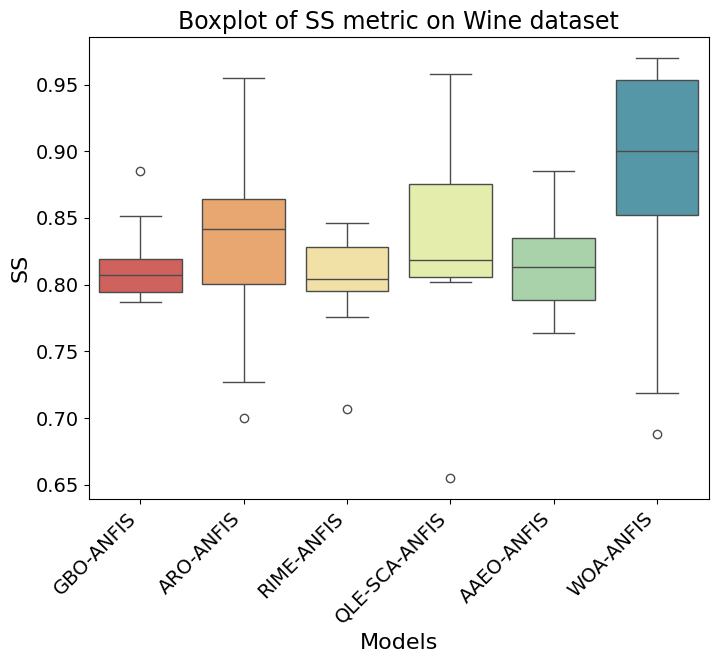 Boxplot of SS metric on Wine dataset
SS
0.95
0.90
0.85
0.80
0.75
0.70
0.65
GBO-ANFIS
ARO-ANFIS
RIME-ANFIS
QLE-SCA-ANFIS
AAEO-ANFIS
WOA-ANFIS
Models